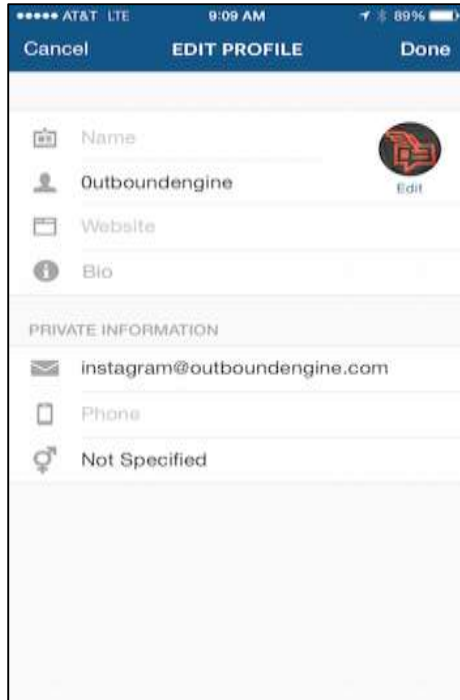 AT&T LTE 9:09 AM 89%
Cancel EDIT PROFILE Done
Name
0utboundengine
Edit
Website
Bio
PRIVATE INFORMATION
instagram@outboundengine.com
Phone
Not Specified